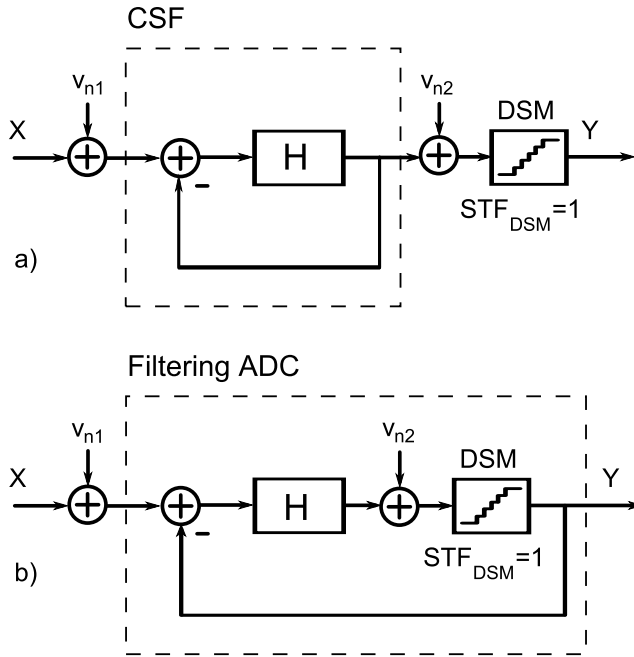 CSF
v_n1
v_n2
DSM
X
Y
+
+
H
+
−
STF_DSM=1
a)
Filtering ADC
v_n1
v_n2
DSM
X
Y
+
+
H
+
−
STF_DSM=1
b)